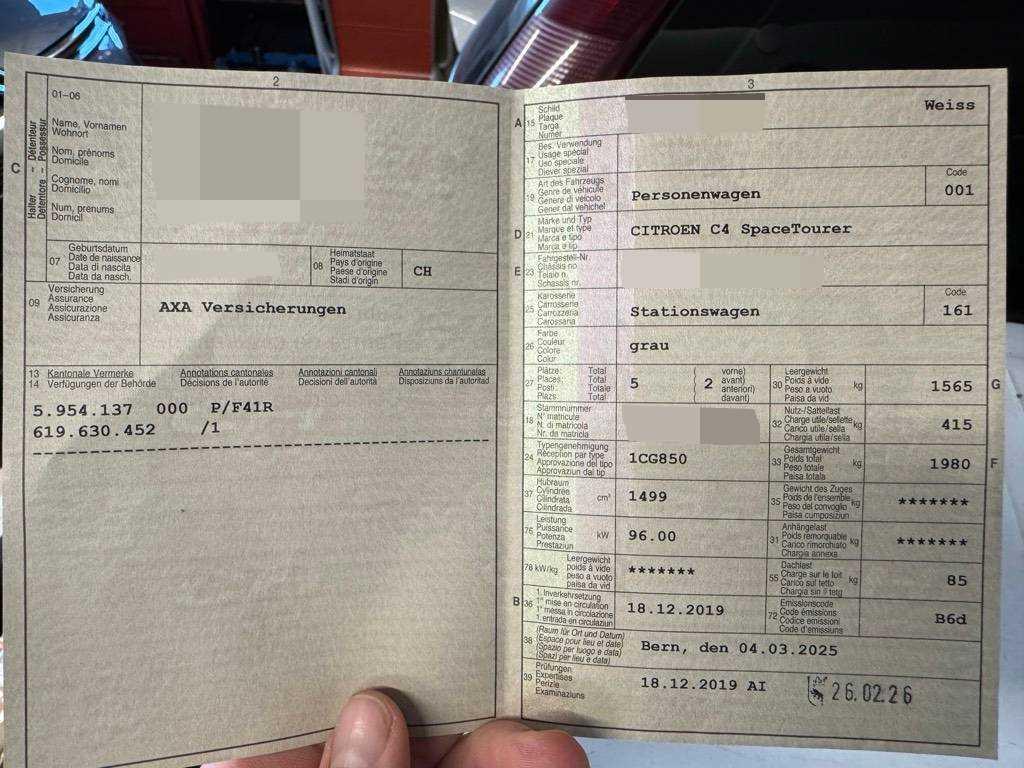 2
01–06
Halter – Détenteur
Detentore – Possessur
C
Name, Vornamen
Wohnort
Nom, prénoms
Domicile
Cognome, nomi
Domicilio
Num, prenums
Domicil
07
Geburtsdatum
Date de naissance
Data di nascita
Data da nasch.
08
Heimatstaat
Pays d'origine
Paese d'origine
Stadi d'origin
CH
09
Versicherung
Assurance
Assicurazione
Assicuranza
AXA Versicherungen
13 Kantonale Vermerke Annotations cantonales Annotazioni cantonali Annotaziuns chantunalas
14 Verfügungen der Behörde Décisions de l'autorité Decisioni dell'autorità Disposiziuns da l'autoritad
5.954.137 000 P/F41R
619.630.452 /1
3
A 15
Schild
Plaque
Targa
Numer
Weiss
17
Bes. Verwendung
Usage spécial
Uso speciale
Diever spezial
19
Art des Fahrzeugs
Genre de véhicule
Genere di veicolo
Gener dal vehichel
Personenwagen
Code
001
D 21
Marke und Typ
Marque et type
Marca e tipo
Marca e tip
CITROEN C4 SpaceTourer
E 23
Fahrgestell-Nr.
Châssis no
Telaio n.
Schassis nr.
25
Karosserie
Carrosserie
Carrozzeria
Carossaria
Stationswagen
Code
161
26
Farbe
Couleur
Colore
Colur
grau
27
Plätze: Total
Places: Total
Posti: Totale
Plazs: Total
5
( vorne)
( 2 avant)
( anteriori)
( davant)
30
Leergewicht
Poids à vide
Peso a vuoto
Paisa da vid
kg
1565
G
18
Stammnummer
N° matricule
N. di matricola
Nr. da matricla
32
Nutz-/Sattellast
Charge utile/sellette
Carico utile/sella
Chargia utila/sella
kg
415
24
Typengenehmigung
Réception par type
Approvazione del tipo
Approvaziun dal tip
1CG850
33
Gesamtgewicht
Poids total
Peso totale
Paisa totala
kg
1980
F
37
Hubraum
Cylindrée
Cilindrata
Cilindrada
cm³
1499
35
Gewicht des Zuges
Poids de l'ensemble
Peso del convoglio
Paisa cumposiziun
kg
*******
76
Leistung
Puissance
Potenza
Prestaziun
kW
96.00
31
Anhängelast
Poids remorquable
Carico rimorchiato
Chargia annexa
kg
*******
78 kW/kg
Leergewicht
poids à vide
peso a vuoto
paisa da vid
*******
55
Dachlast
Charge sur le toit
Carico sul tetto
Chargia sin il tetg
kg
85
B 36
1. Inverkehrsetzung
1re mise en circulation
1a messa in circolazione
1. entrada en circulaziun
18.12.2019
72
Emissionscode
Code émissions
Codice emissioni
Code d'emissiuns
B6d
38
(Raum für Ort und Datum)
(Espace pour lieu et date)
(Spazio per luogo e data)
(Spazi per lieu e data)
Bern, den 04.03.2025
39
Prüfungen
Expertises
Perizie
Examinaziuns
18.12.2019 AI
26.02.26